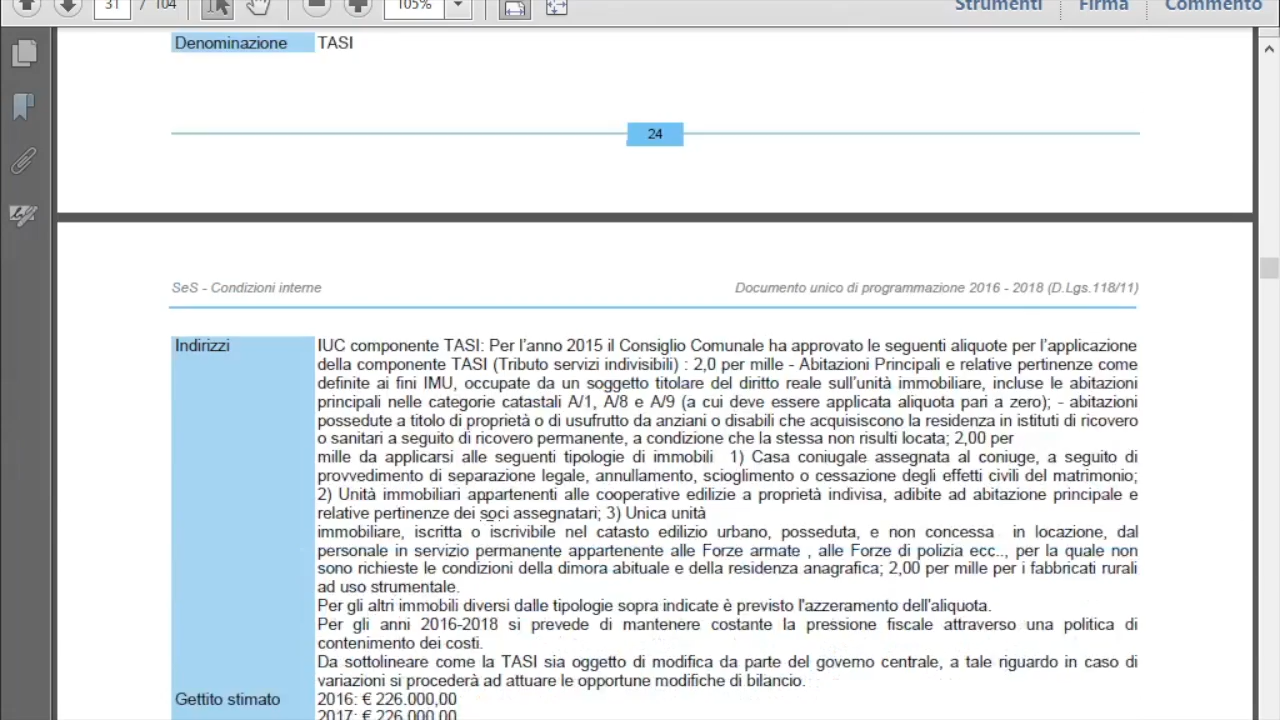 31 / 104 105% Strumenti Firma Commento
Denominazione TASI
24
SeS - Condizioni interne Documento unico di programmazione 2016 - 2018 (D.Lgs.118/11)
Indirizzi IUC componente TASI: Per l'anno 2015 il Consiglio Comunale ha approvato le seguenti aliquote per l'applicazione
della componente TASI (Tributo servizi indivisibili) : 2,0 per mille - Abitazioni Principali e relative pertinenze come
definite ai fini IMU, occupate da un soggetto titolare del diritto reale sull'unità immobiliare, incluse le abitazioni
principali nelle categorie catastali A/1, A/8 e A/9 (a cui deve essere applicata aliquota pari a zero); - abitazioni
possedute a titolo di proprietà o di usufrutto da anziani o disabili che acquisiscono la residenza in istituti di ricovero
o sanitari a seguito di ricovero permanente, a condizione che la stessa non risulti locata; 2,00 per
mille da applicarsi alle seguenti tipologie di immobili 1) Casa coniugale assegnata al coniuge, a seguito di
provvedimento di separazione legale, annullamento, scioglimento o cessazione degli effetti civili del matrimonio;
2) Unità immobiliari appartenenti alle cooperative edilizie a proprietà indivisa, adibite ad abitazione principale e
relative pertinenze dei soci assegnatari; 3) Unica unità
immobiliare, iscritta o iscrivibile nel catasto edilizio urbano, posseduta, e non concessa in locazione, dal
personale in servizio permanente appartenente alle Forze armate , alle Forze di polizia ecc.., per la quale non
sono richieste le condizioni della dimora abituale e della residenza anagrafica; 2,00 per mille per i fabbricati rurali
ad uso strumentale.
Per gli altri immobili diversi dalle tipologie sopra indicate è previsto l'azzeramento dell'aliquota.
Per gli anni 2016-2018 si prevede di mantenere costante la pressione fiscale attraverso una politica di
contenimento dei costi.
Da sottolineare come la TASI sia oggetto di modifica da parte del governo centrale, a tale riguardo in caso di
variazioni si procederà ad attuare le opportune modifiche di bilancio.
Gettito stimato 2016: € 226.000,00
2017: € 226.000,00